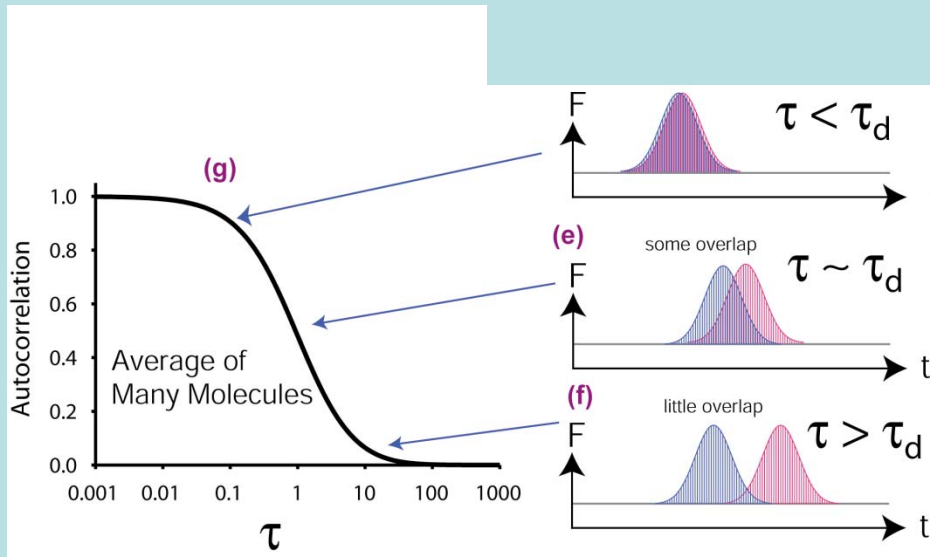 (g)
1.0
0.8
0.6
0.4
0.2
0.0
Autocorrelation
Average of
Many Molecules
0.001 0.01 0.1 1 10 100 1000
τ
F
τ < τd
(e)
some overlap
F
τ ~ τd
t
(f)
little overlap
F
τ > τd
t